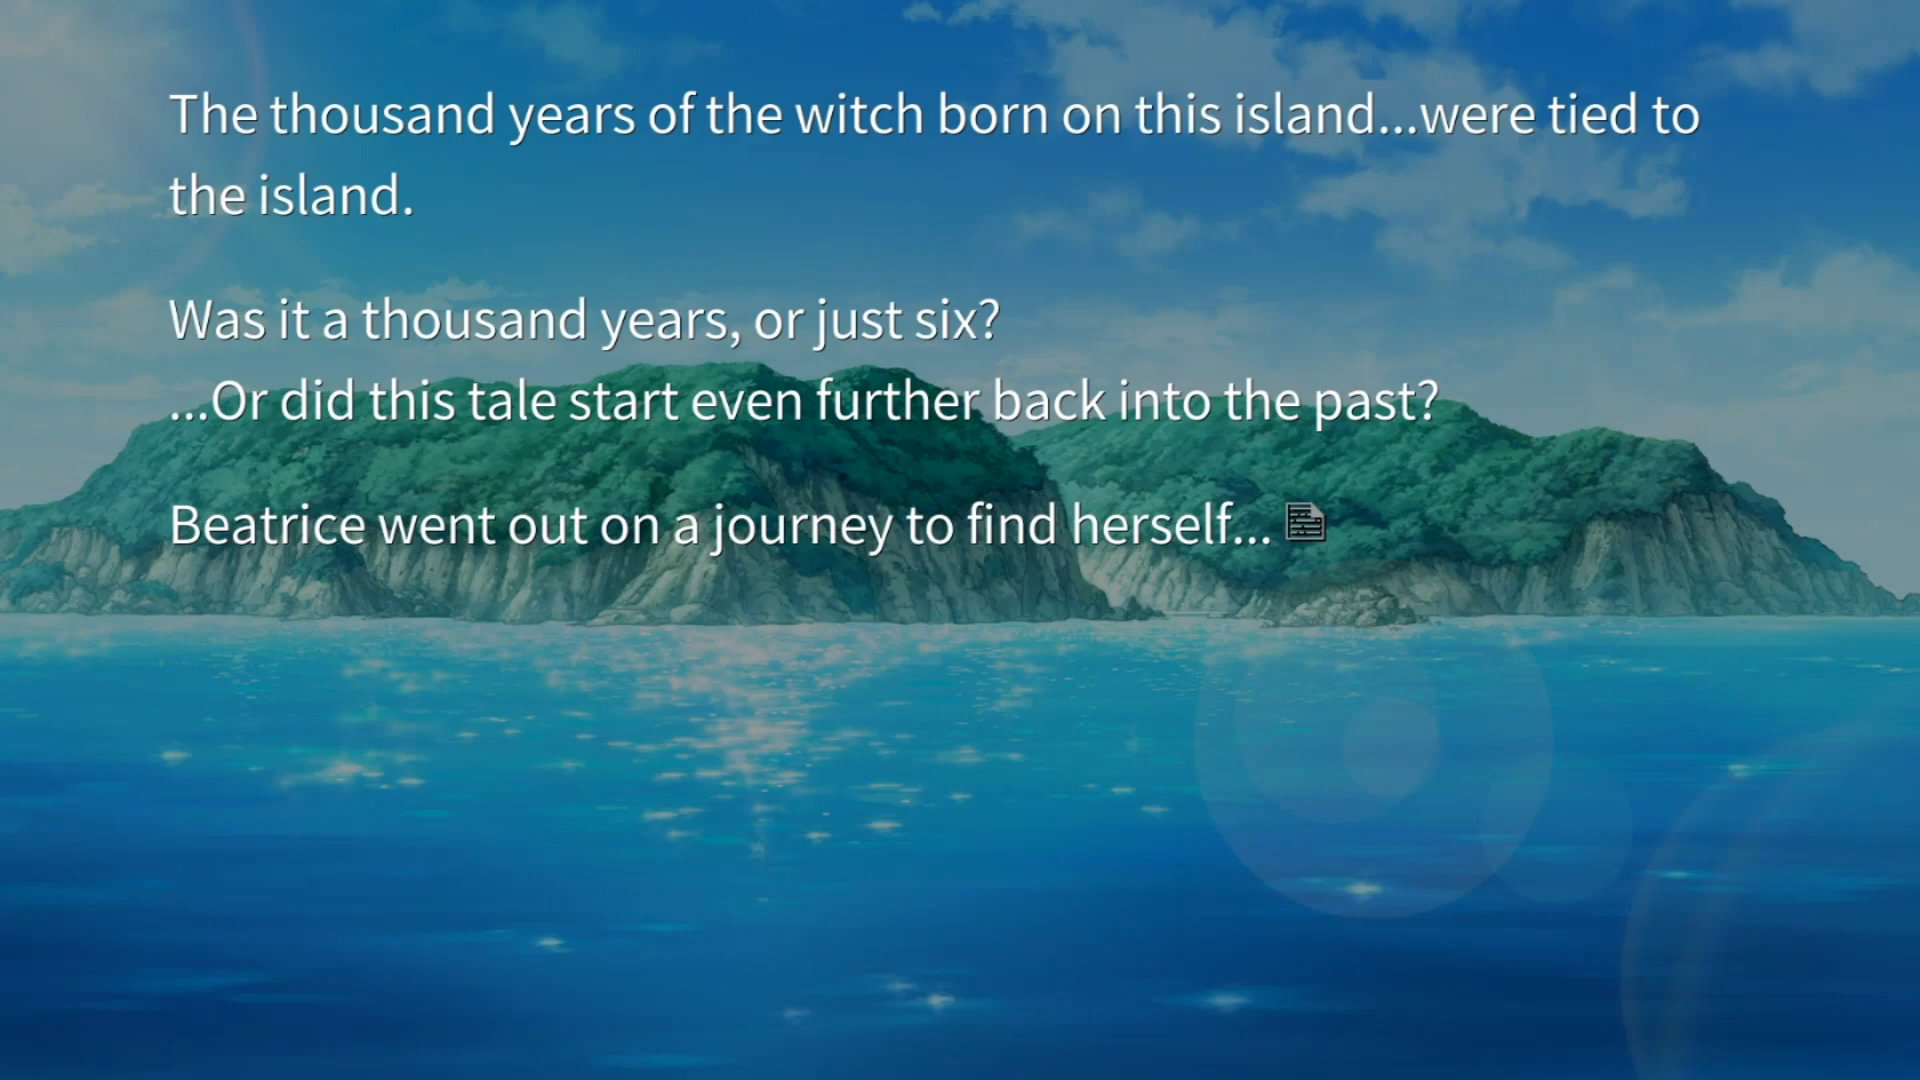 The thousand years of the witch born on this island...were tied to
the island.
Was it a thousand years, or just six?
...Or did this tale start even further back into the past?
Beatrice went out on a journey to find herself...